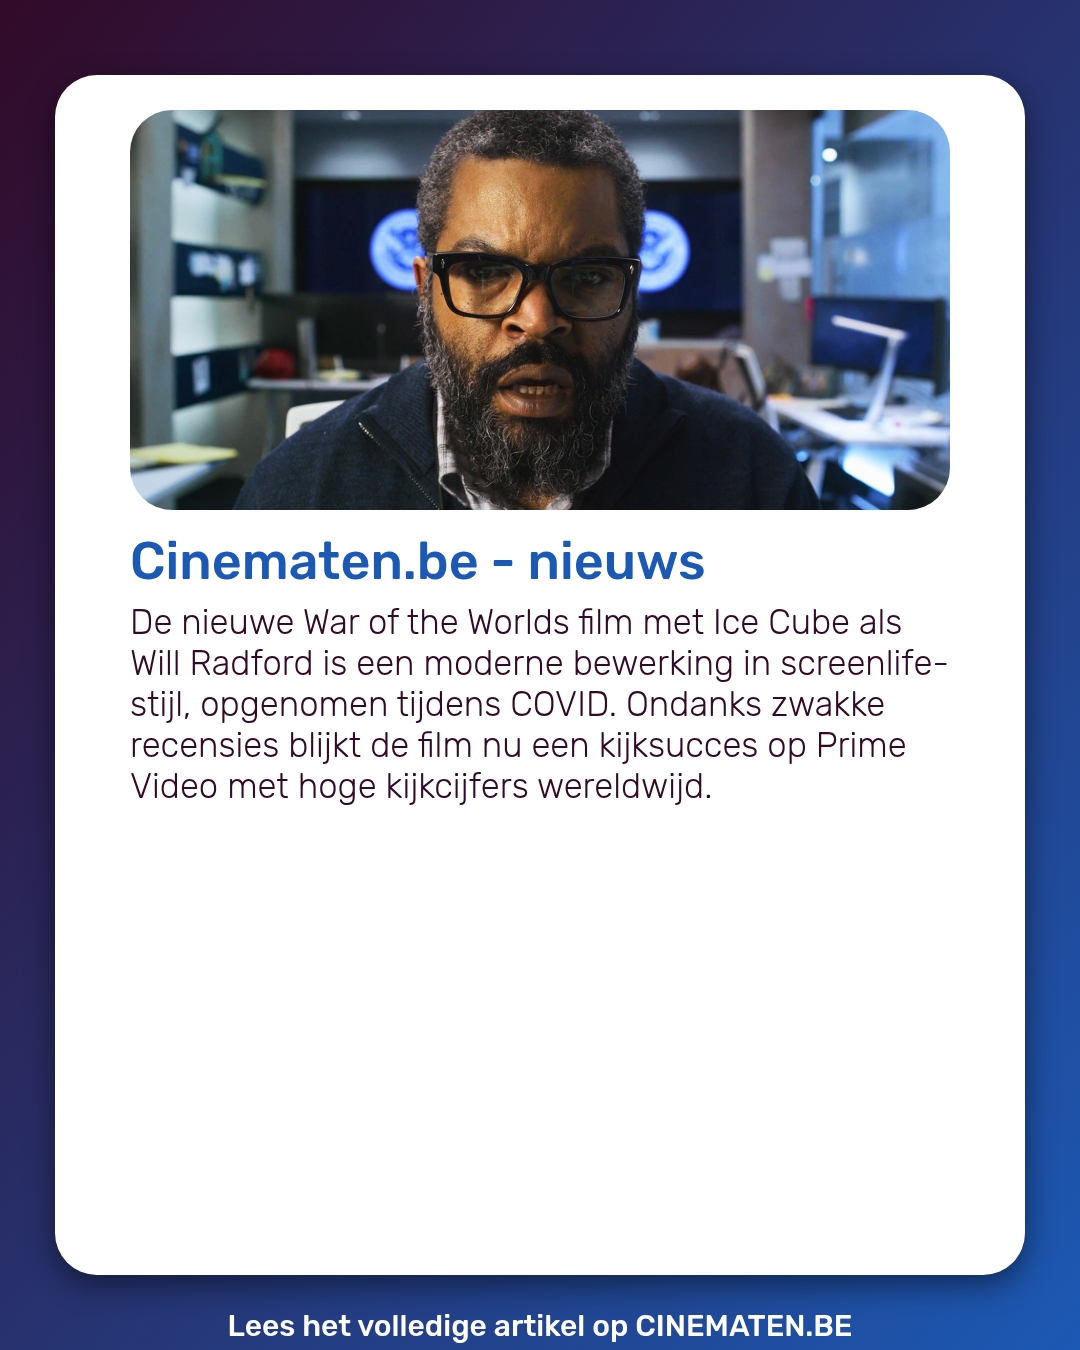 Cinematen.be - nieuws
De nieuwe War of the Worlds film met Ice Cube als
Will Radford is een moderne bewerking in screenlife-
stijl, opgenomen tijdens COVID. Ondanks zwakke
recensies blijkt de film nu een kijksucces op Prime
Video met hoge kijkcijfers wereldwijd.
Lees het volledige artikel op CINEMATEN.BE